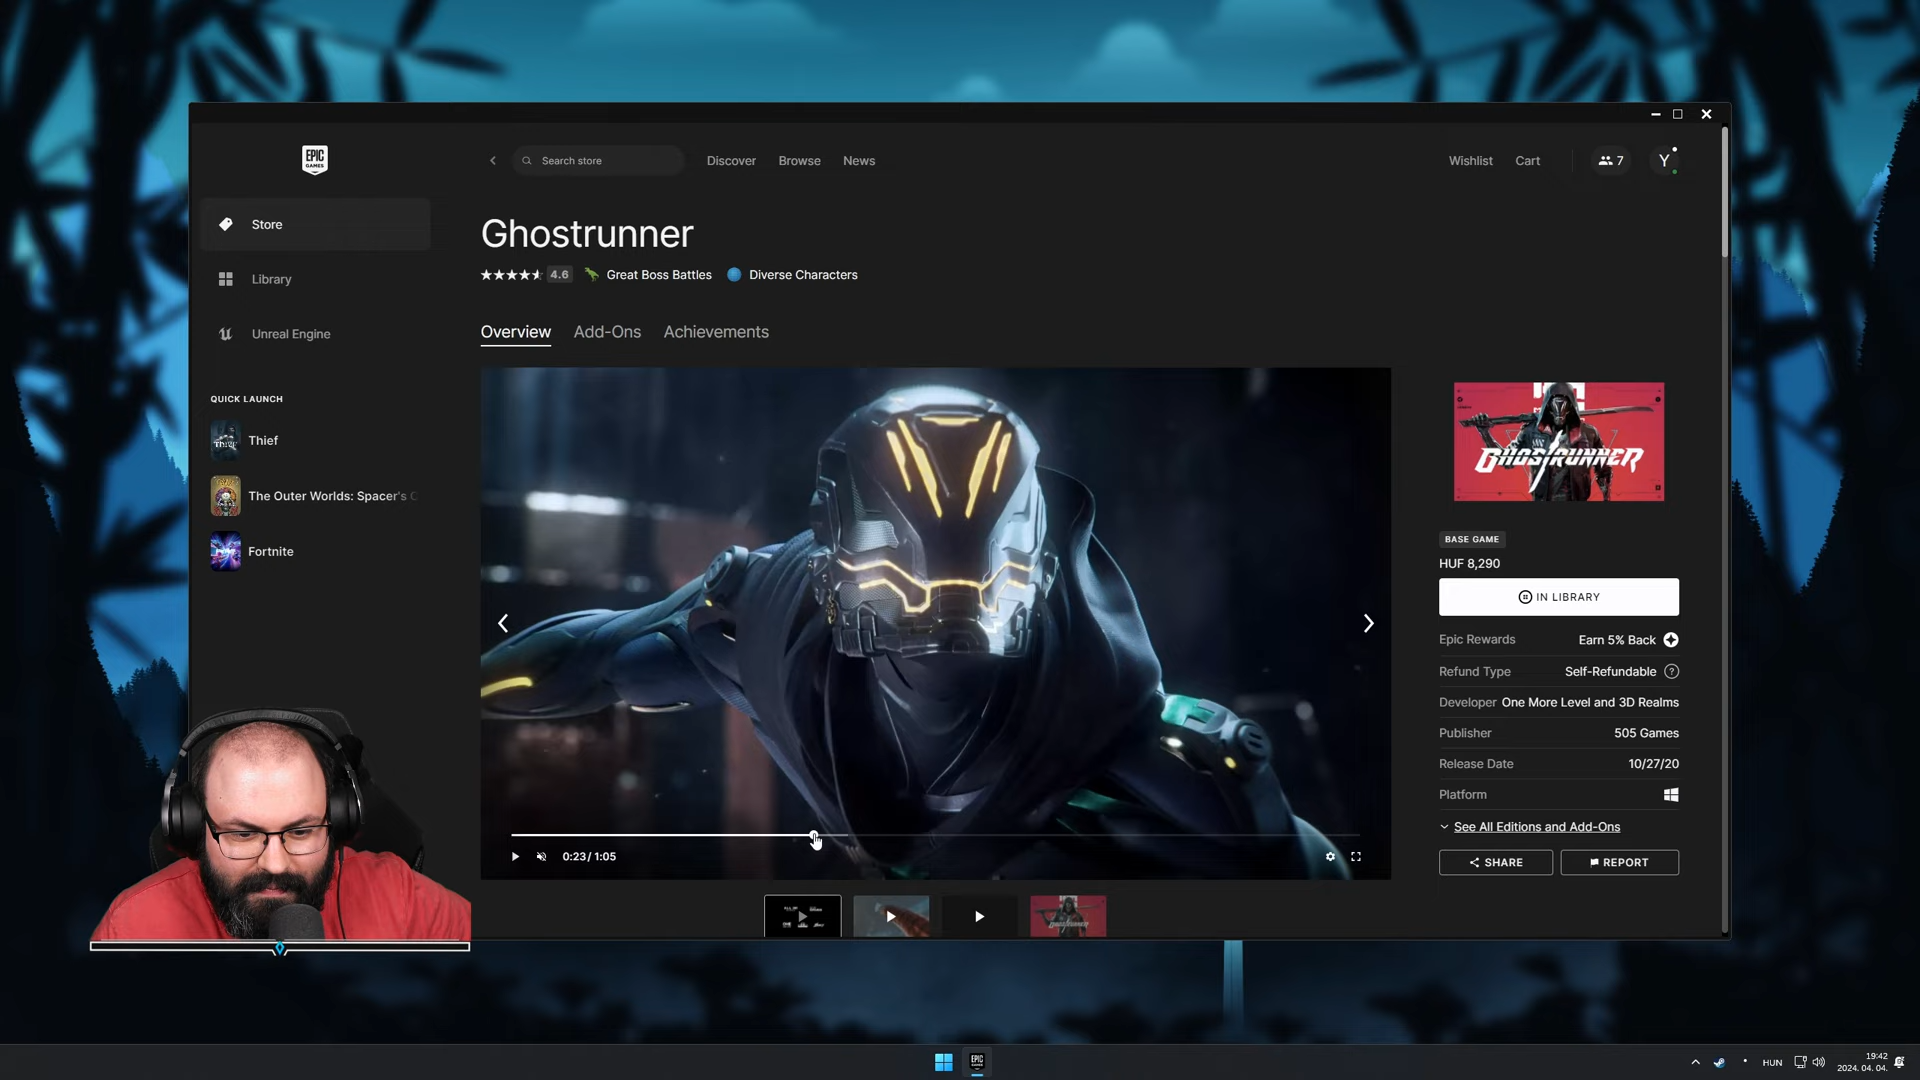 EPIC
GAMES
Search store
Discover
Browse
News
Wishlist
Cart
7
Y
Store
Library
Unreal Engine
QUICK LAUNCH
THIEF
Thief
The Outer Worlds: Spacer's C
Fortnite
Ghostrunner
4.6
Great Boss Battles
Diverse Characters
Overview
Add-Ons
Achievements
0:23 / 1:05
GHOSTRUNNER
BASE GAME
HUF 8,290
IN LIBRARY
Epic Rewards
Earn 5% Back
Refund Type
Self-Refundable
?
Developer
One More Level and 3D Realms
Publisher
505 Games
Release Date
10/27/20
Platform
See All Editions and Add-Ons
SHARE
REPORT
GHOSTRUNNER
EPIC
GAMES
HUN
19:42
2024. 04. 04.